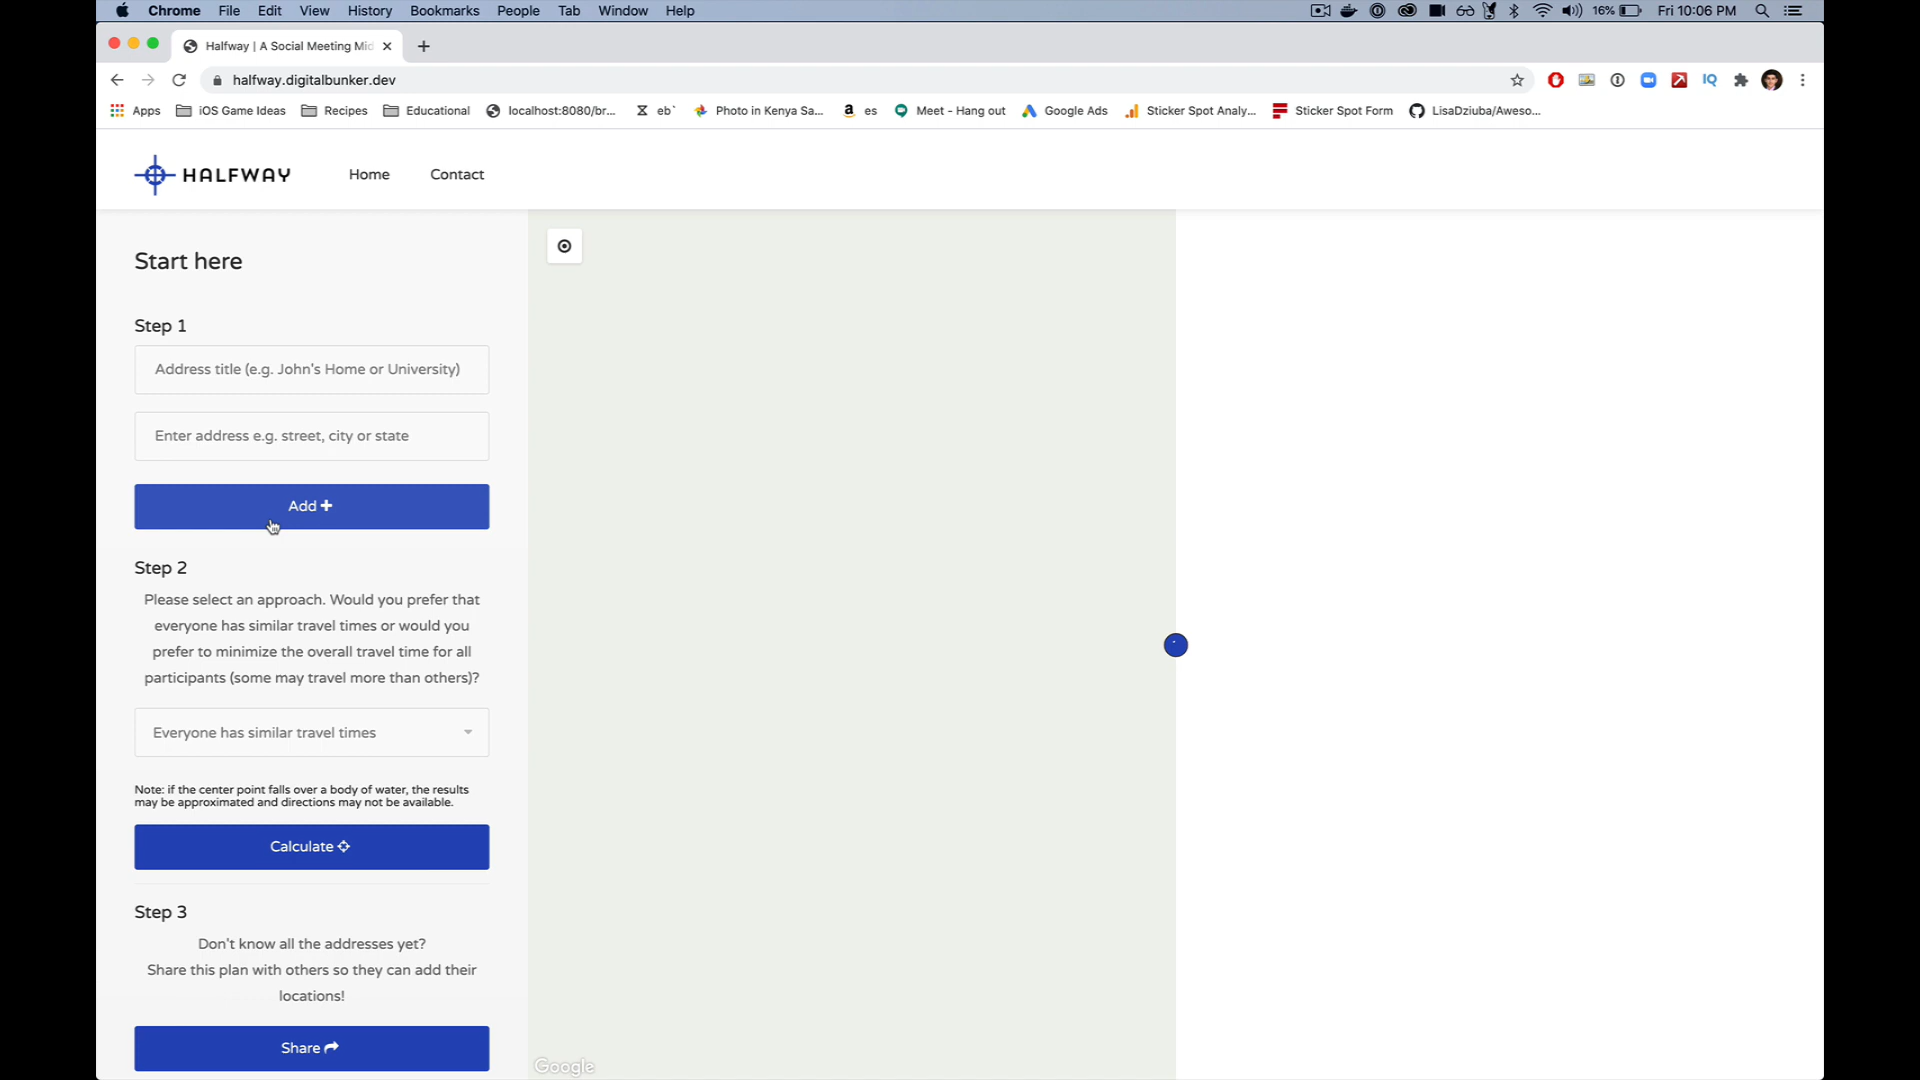 Chrome File Edit View History Bookmarks People Tab Window Help 16% Fri 10:06 PM
Halfway | A Social Meeting Mid
halfway.digitalbunker.dev
Apps iOS Game Ideas Recipes Educational localhost:8080/br... eb` Photo in Kenya Sa... es Meet - Hang out Google Ads Sticker Spot Analy... Sticker Spot Form LisaDziuba/Aweso...
HALFWAY Home Contact
Start here
Step 1
Address title (e.g. John's Home or University)
Enter address e.g. street, city or state
Add +
Step 2
Please select an approach. Would you prefer that
everyone has similar travel times or would you
prefer to minimize the overall travel time for all
participants (some may travel more than others)?
Everyone has similar travel times
Note: if the center point falls over a body of water, the results
may be approximated and directions may not be available.
Calculate
Step 3
Don't know all the addresses yet?
Share this plan with others so they can add their
locations!
Share
Google